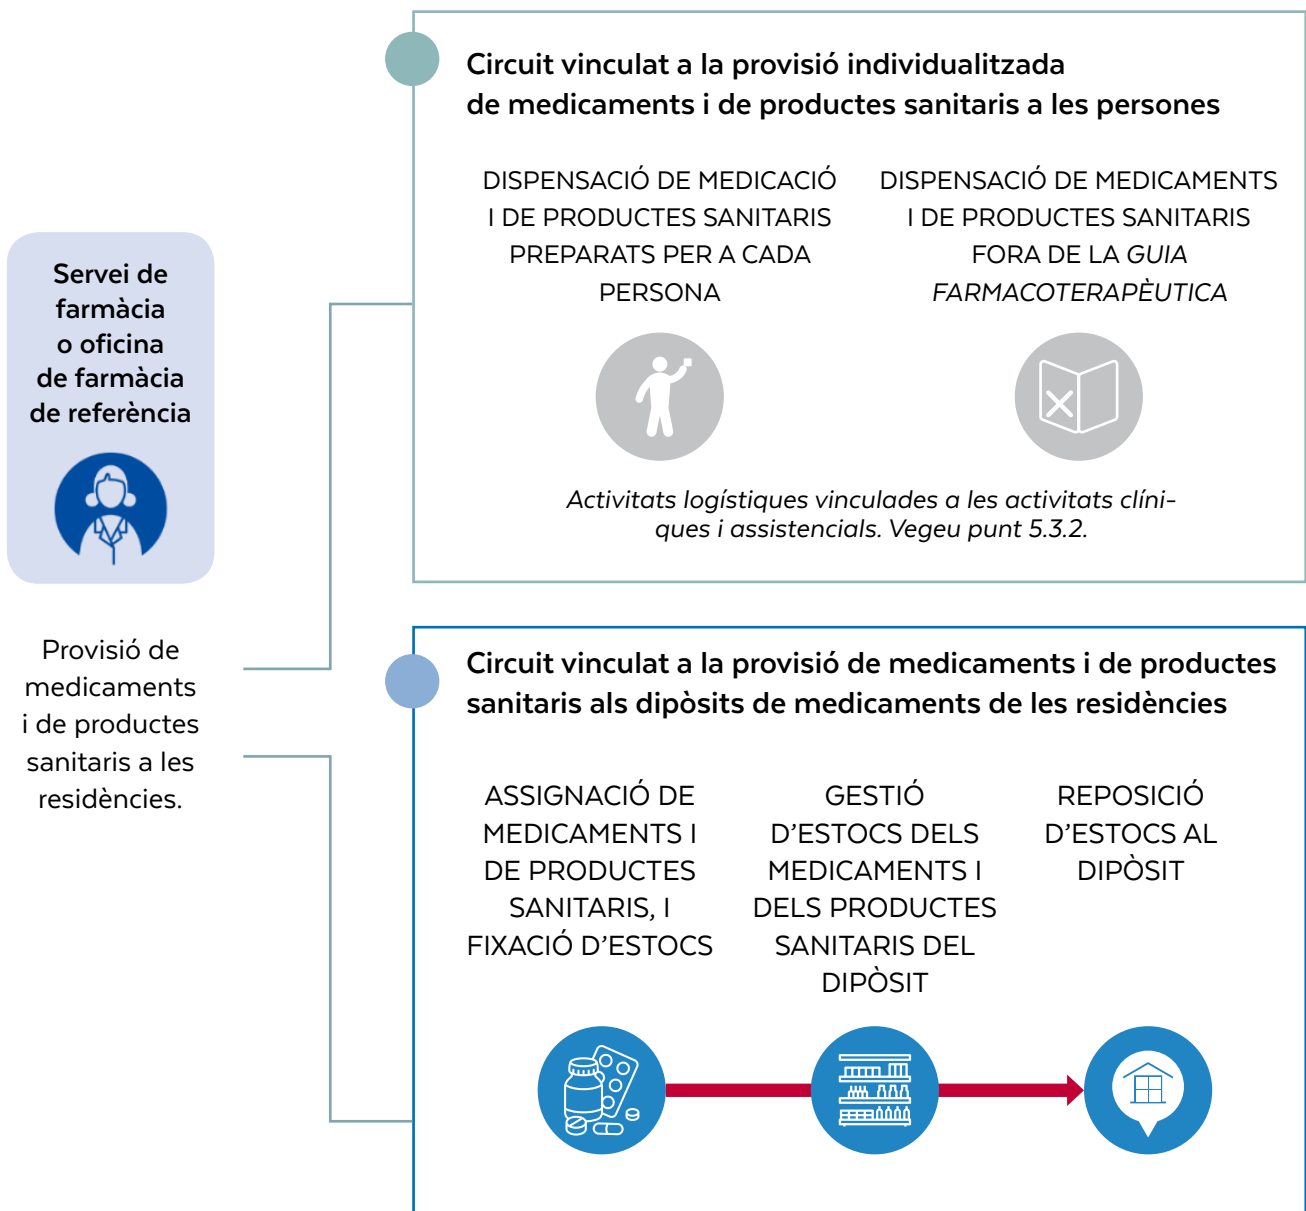 Servei de
farmàcia
o oficina
de farmàcia
de referència
Provisió de
medicaments
i de productes
sanitaris a les
residències.
Circuit vinculat a la provisió individualitzada
de medicaments i de productes sanitaris a les persones
DISPENSACIÓ DE MEDICACIÓ
I DE PRODUCTES SANITARIS
PREPARATS PER A CADA
PERSONA
DISPENSACIÓ DE MEDICAMENTS
I DE PRODUCTES SANITARIS
FORA DE LA GUIA
FARMACOTERAPÈUTICA
Activitats logístiques vinculades a les activitats clíni-
ques i assistencials. Vegeu punt 5.3.2.
Circuit vinculat a la provisió de medicaments i de productes
sanitaris als dipòsits de medicaments de les residències
ASSIGNACIÓ DE
MEDICAMENTS I
DE PRODUCTES
SANITARIS, I
FIXACIÓ D’ESTOCS
GESTIÓ
D’ESTOCS DELS
MEDICAMENTS I
DELS PRODUCTES
SANITARIS DEL
DIPÒSIT
REPOSICIÓ
D’ESTOCS AL
DIPÒSIT